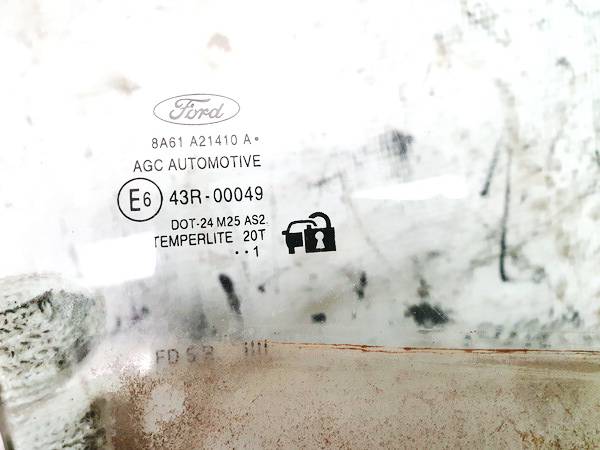 Ford
8A61 A21410 A •
AGC AUTOMOTIVE
E6 43R-00049
DOT-24 M25 AS2
TEMPERLITE 20T
• • 1